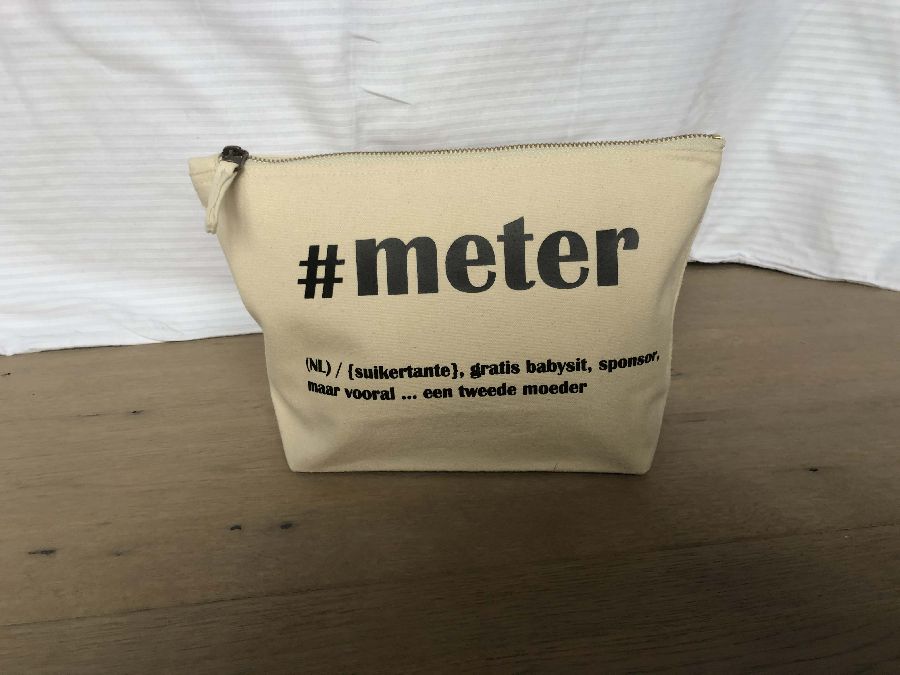 #meter
(NL) / {suikertante}, gratis babysit, sponsor,
maar vooral ... een tweede moeder